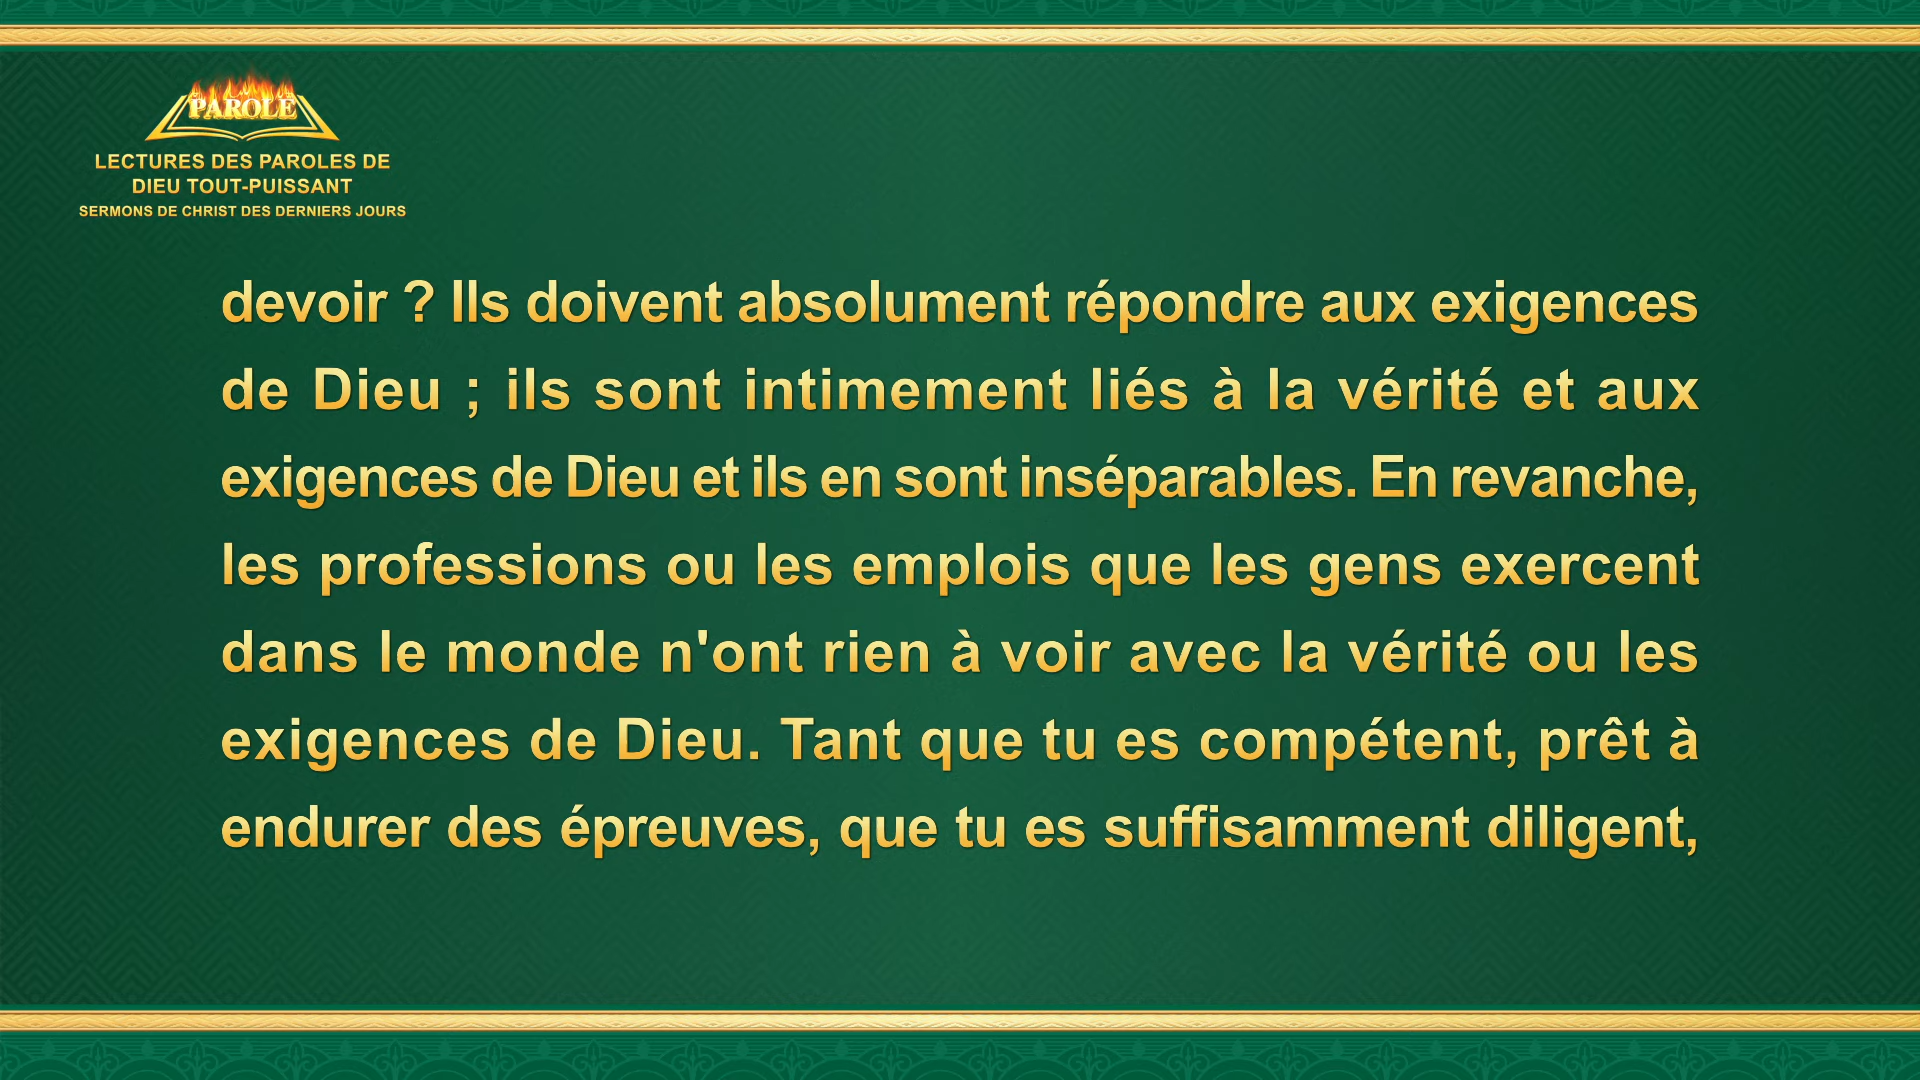 PAROLE
LECTURES DES PAROLES DE
DIEU TOUT-PUISSANT
SERMONS DE CHRIST DES DERNIERS JOURS
devoir ? Ils doivent absolument répondre aux exigences
de Dieu ; ils sont intimement liés à la vérité et aux
exigences de Dieu et ils en sont inséparables. En revanche,
les professions ou les emplois que les gens exercent
dans le monde n'ont rien à voir avec la vérité ou les
exigences de Dieu. Tant que tu es compétent, prêt à
endurer des épreuves, que tu es suffisamment diligent,